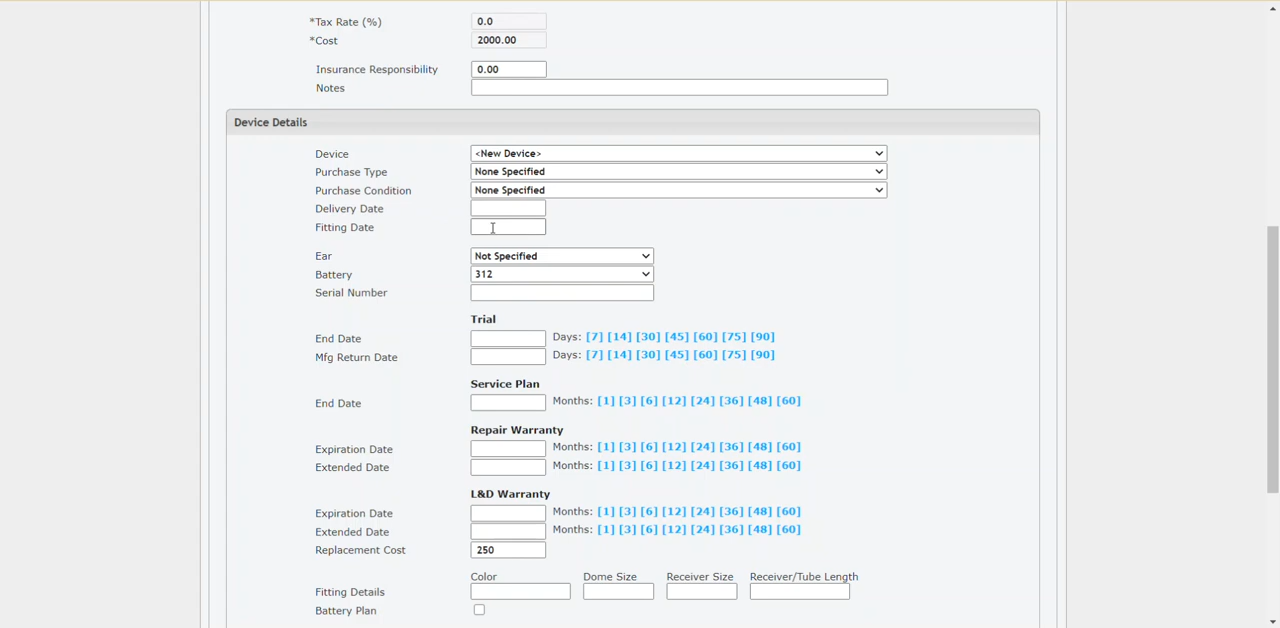 *Tax Rate (%) 0.0
*Cost 2000.00
Insurance Responsibility 0.00
Notes
Device Details
Device <New Device>
Purchase Type None Specified
Purchase Condition None Specified
Delivery Date
Fitting Date
Ear Not Specified
Battery 312
Serial Number
Trial
End Date Days: [7] [14] [30] [45] [60] [75] [90]
Mfg Return Date Days: [7] [14] [30] [45] [60] [75] [90]
Service Plan
End Date Months: [1] [3] [6] [12] [24] [36] [48] [60]
Repair Warranty
Expiration Date Months: [1] [3] [6] [12] [24] [36] [48] [60]
Extended Date Months: [1] [3] [6] [12] [24] [36] [48] [60]
L&D Warranty
Expiration Date Months: [1] [3] [6] [12] [24] [36] [48] [60]
Extended Date Months: [1] [3] [6] [12] [24] [36] [48] [60]
Replacement Cost 250
Color Dome Size Receiver Size Receiver/Tube Length
Fitting Details
Battery Plan